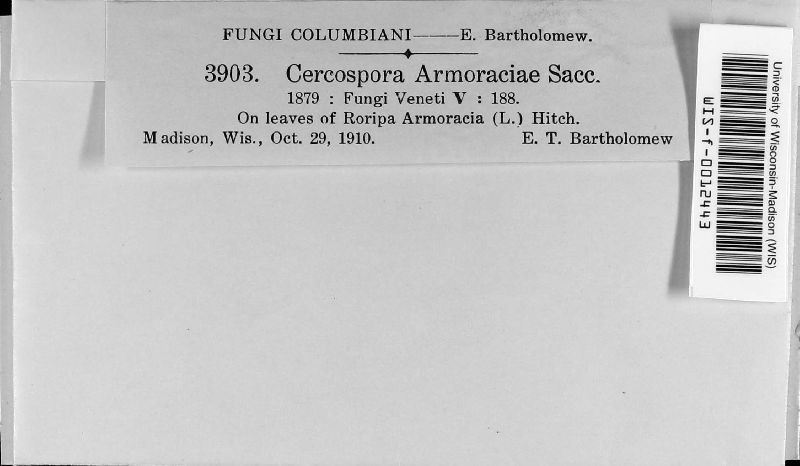 FUNGI COLUMBIANI——E. Bartholomew.
3903. Cercospora Armoraciae Sacc.
1879 : Fungi Veneti V : 188.
On leaves of Roripa Armoracia (L.) Hitch.
Madison, Wis., Oct. 29, 1910. E. T. Bartholomew
University of Wisconsin-Madison (WIS)
WIS-f-0012443